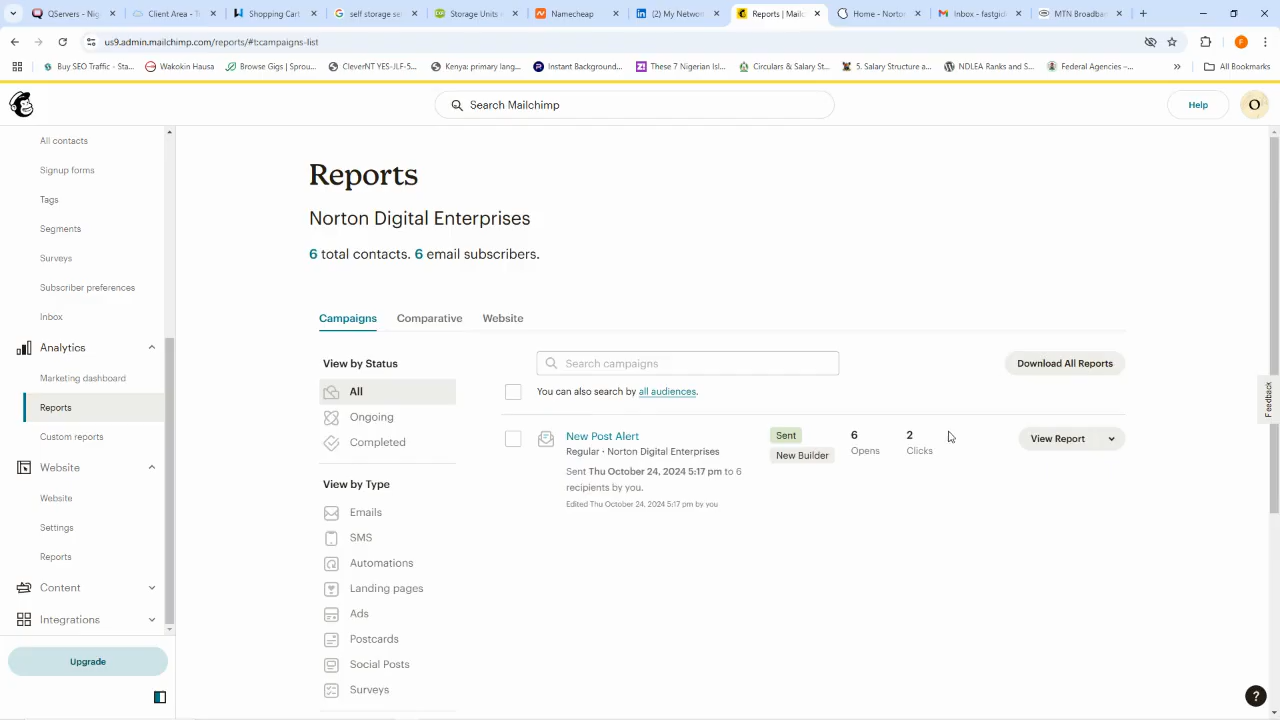 QServers - Nig
Client Area - T
Shopping Cart
self storage se
Storage Units
Namecheap
(2) My Netwo
Reports | Mailc
Home - Norto
Inbox - fastgid
MTN Broadba
us9.admin.mailchimp.com/reports/#t:campaigns-list
F
Buy SEO Traffic - Sta...
Wakokin Hausa
Browse Gigs | Sprou...
CleverNT YES-JLF-5...
Kenya: primary lang...
Instant Background...
These 7 Nigerian Isl...
Circulars & Salary St...
5. Salary Structure a...
NDLEA Ranks and S...
Federal Agencies –...
»
All Bookmarks
Search Mailchimp
Help
O
All contacts
Signup forms
Tags
Segments
Surveys
Subscriber preferences
Inbox
Analytics
Marketing dashboard
Reports
Custom reports
Website
Website
Settings
Reports
Content
Integrations
Upgrade
Reports
Norton Digital Enterprises
6 total contacts. 6 email subscribers.
Campaigns
Comparative
Website
View by Status
All
Ongoing
Completed
View by Type
Emails
SMS
Automations
Landing pages
Ads
Postcards
Social Posts
Surveys
Search campaigns
Download All Reports
You can also search by all audiences.
New Post Alert
Regular · Norton Digital Enterprises
Sent Thu October 24, 2024 5:17 pm to 6
recipients by you.
Edited Thu October 24, 2024 5:17 pm by you
Sent
New Builder
6
Opens
2
Clicks
View Report
Feedback
?